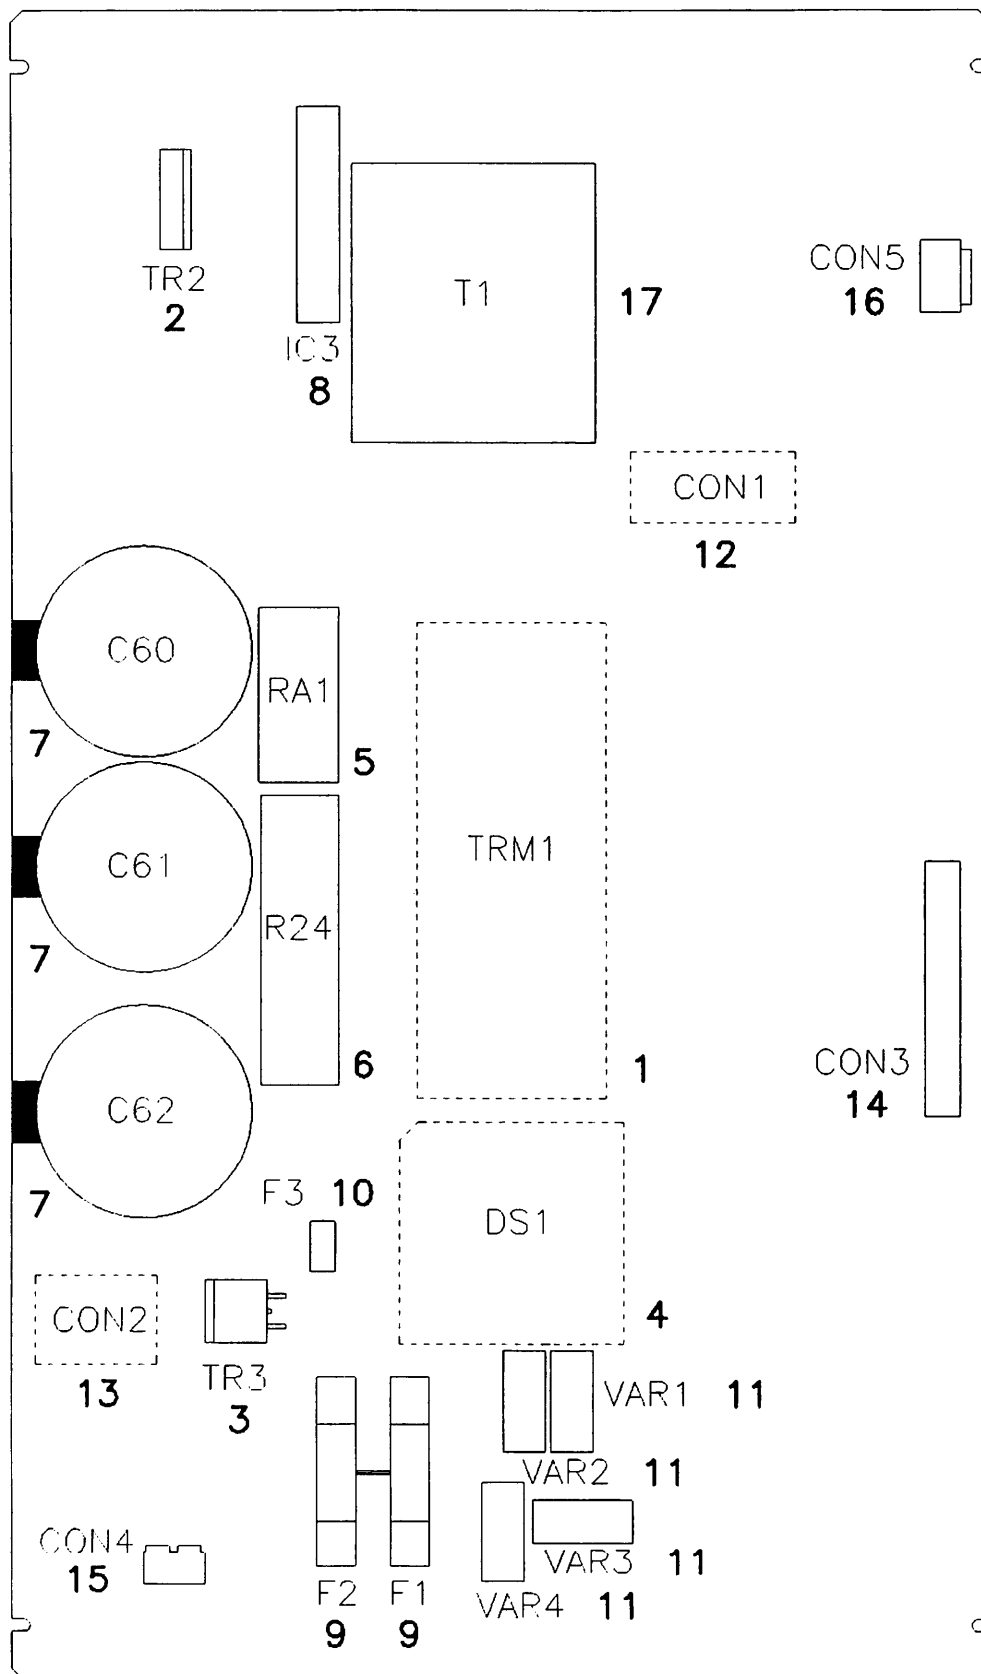 TR2
2
IC3
8
T1
17
CON5
16
CON1
12
C60
7
RA1
5
C61
7
R24
6
TRM1
1
CON3
14
C62
7
F3 10
DS1
4
CON2
13
TR3
3
VAR1 11
VAR2 11
VAR3 11
VAR4 11
CON4
15
F2
9
F1
9